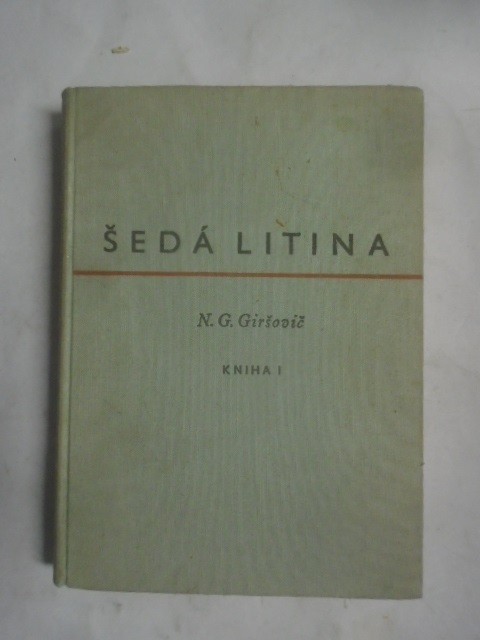 ŠEDÁ LITINA
N. G. Giršovič
KNIHA I